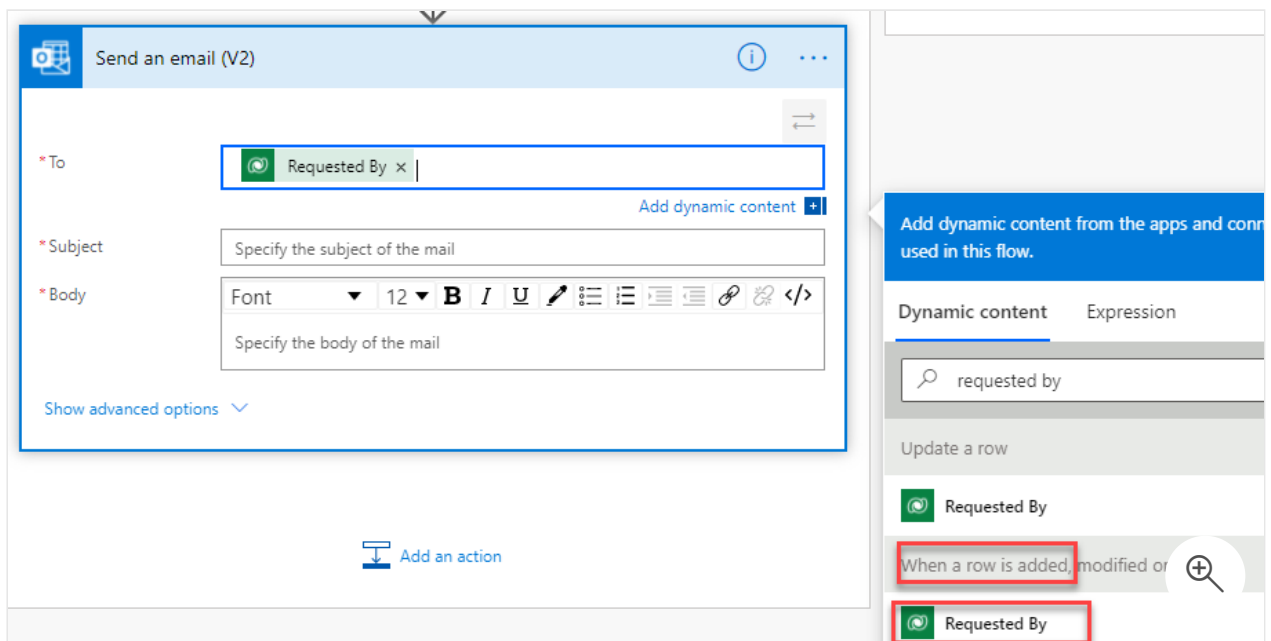 Send an email (V2)
* To
Requested By ×
Add dynamic content
* Subject
Specify the subject of the mail
* Body
Font 12 B I U </>
Specify the body of the mail
Show advanced options
Add an action
Add dynamic content from the apps and conn
used in this flow.
Dynamic content Expression
requested by
Update a row
Requested By
When a row is added, modified or
Requested By